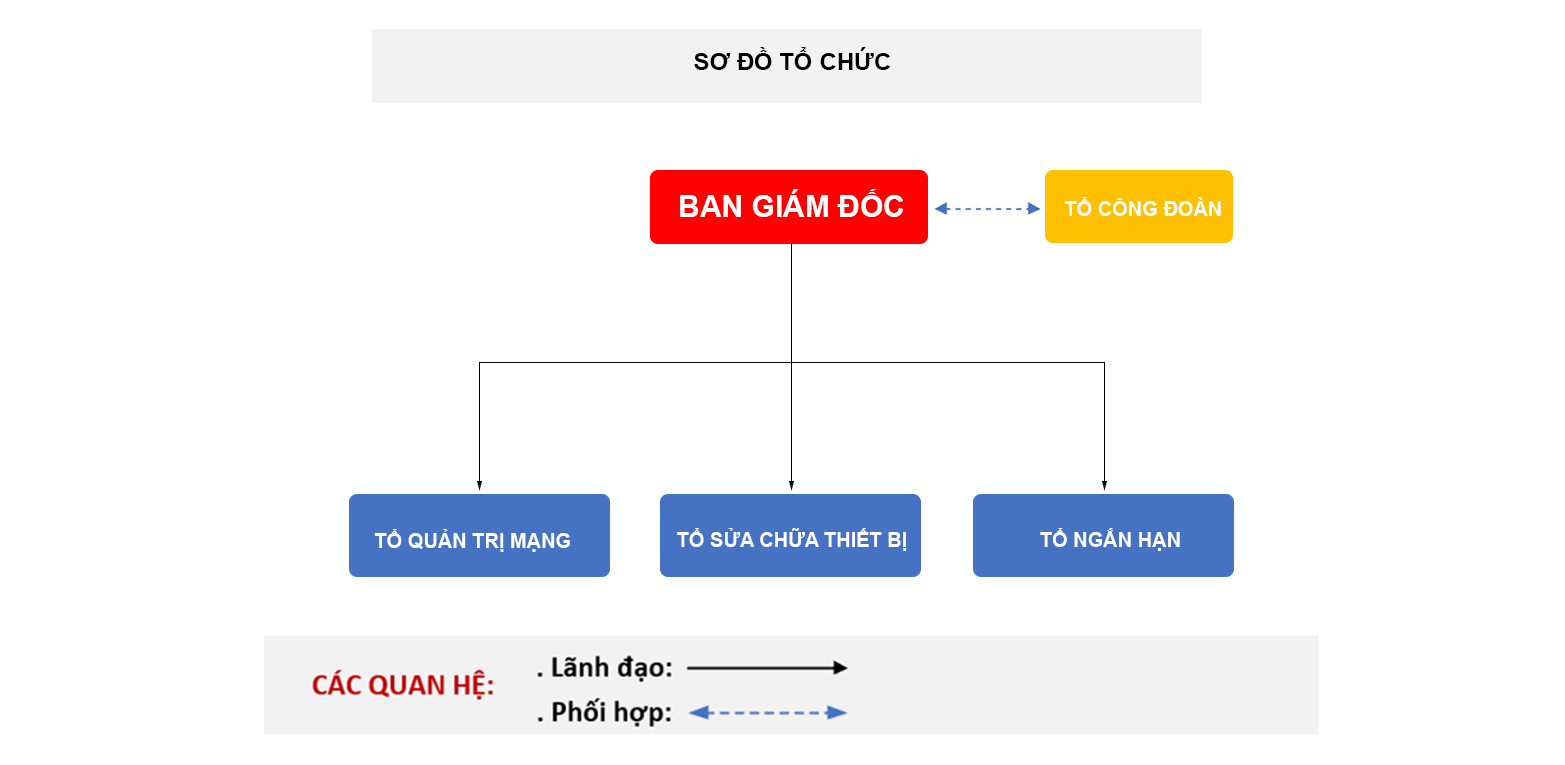 SƠ ĐỒ TỔ CHỨC
BAN GIÁM ĐỐC
TỔ CÔNG ĐOÀN
TỔ QUẢN TRỊ MẠNG
TỔ SỬA CHỮA THIẾT BỊ
TỔ NGẮN HẠN
CÁC QUAN HỆ:
. Lãnh đạo:
. Phối hợp: